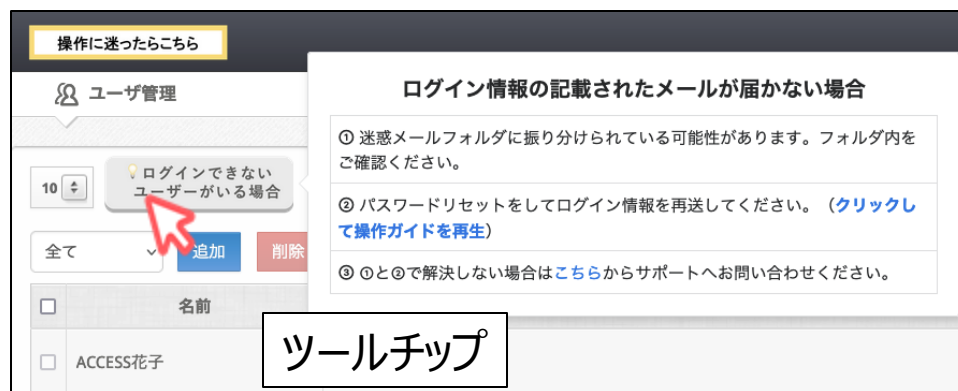 操作に迷ったらこちら
ユーザ管理
ログイン情報の記載されたメールが届かない場合
① 迷惑メールフォルダに振り分けられている可能性があります。フォルダ内を
ご確認ください。
10
ログインできない
ユーザーがいる場合
② パスワードリセットをしてログイン情報を再送してください。（クリックし
て操作ガイドを再生）
全て
追加
削除
③ ①と②で解決しない場合はこちらからサポートへお問い合わせください。
名前
ツールチップ
ACCESS花子